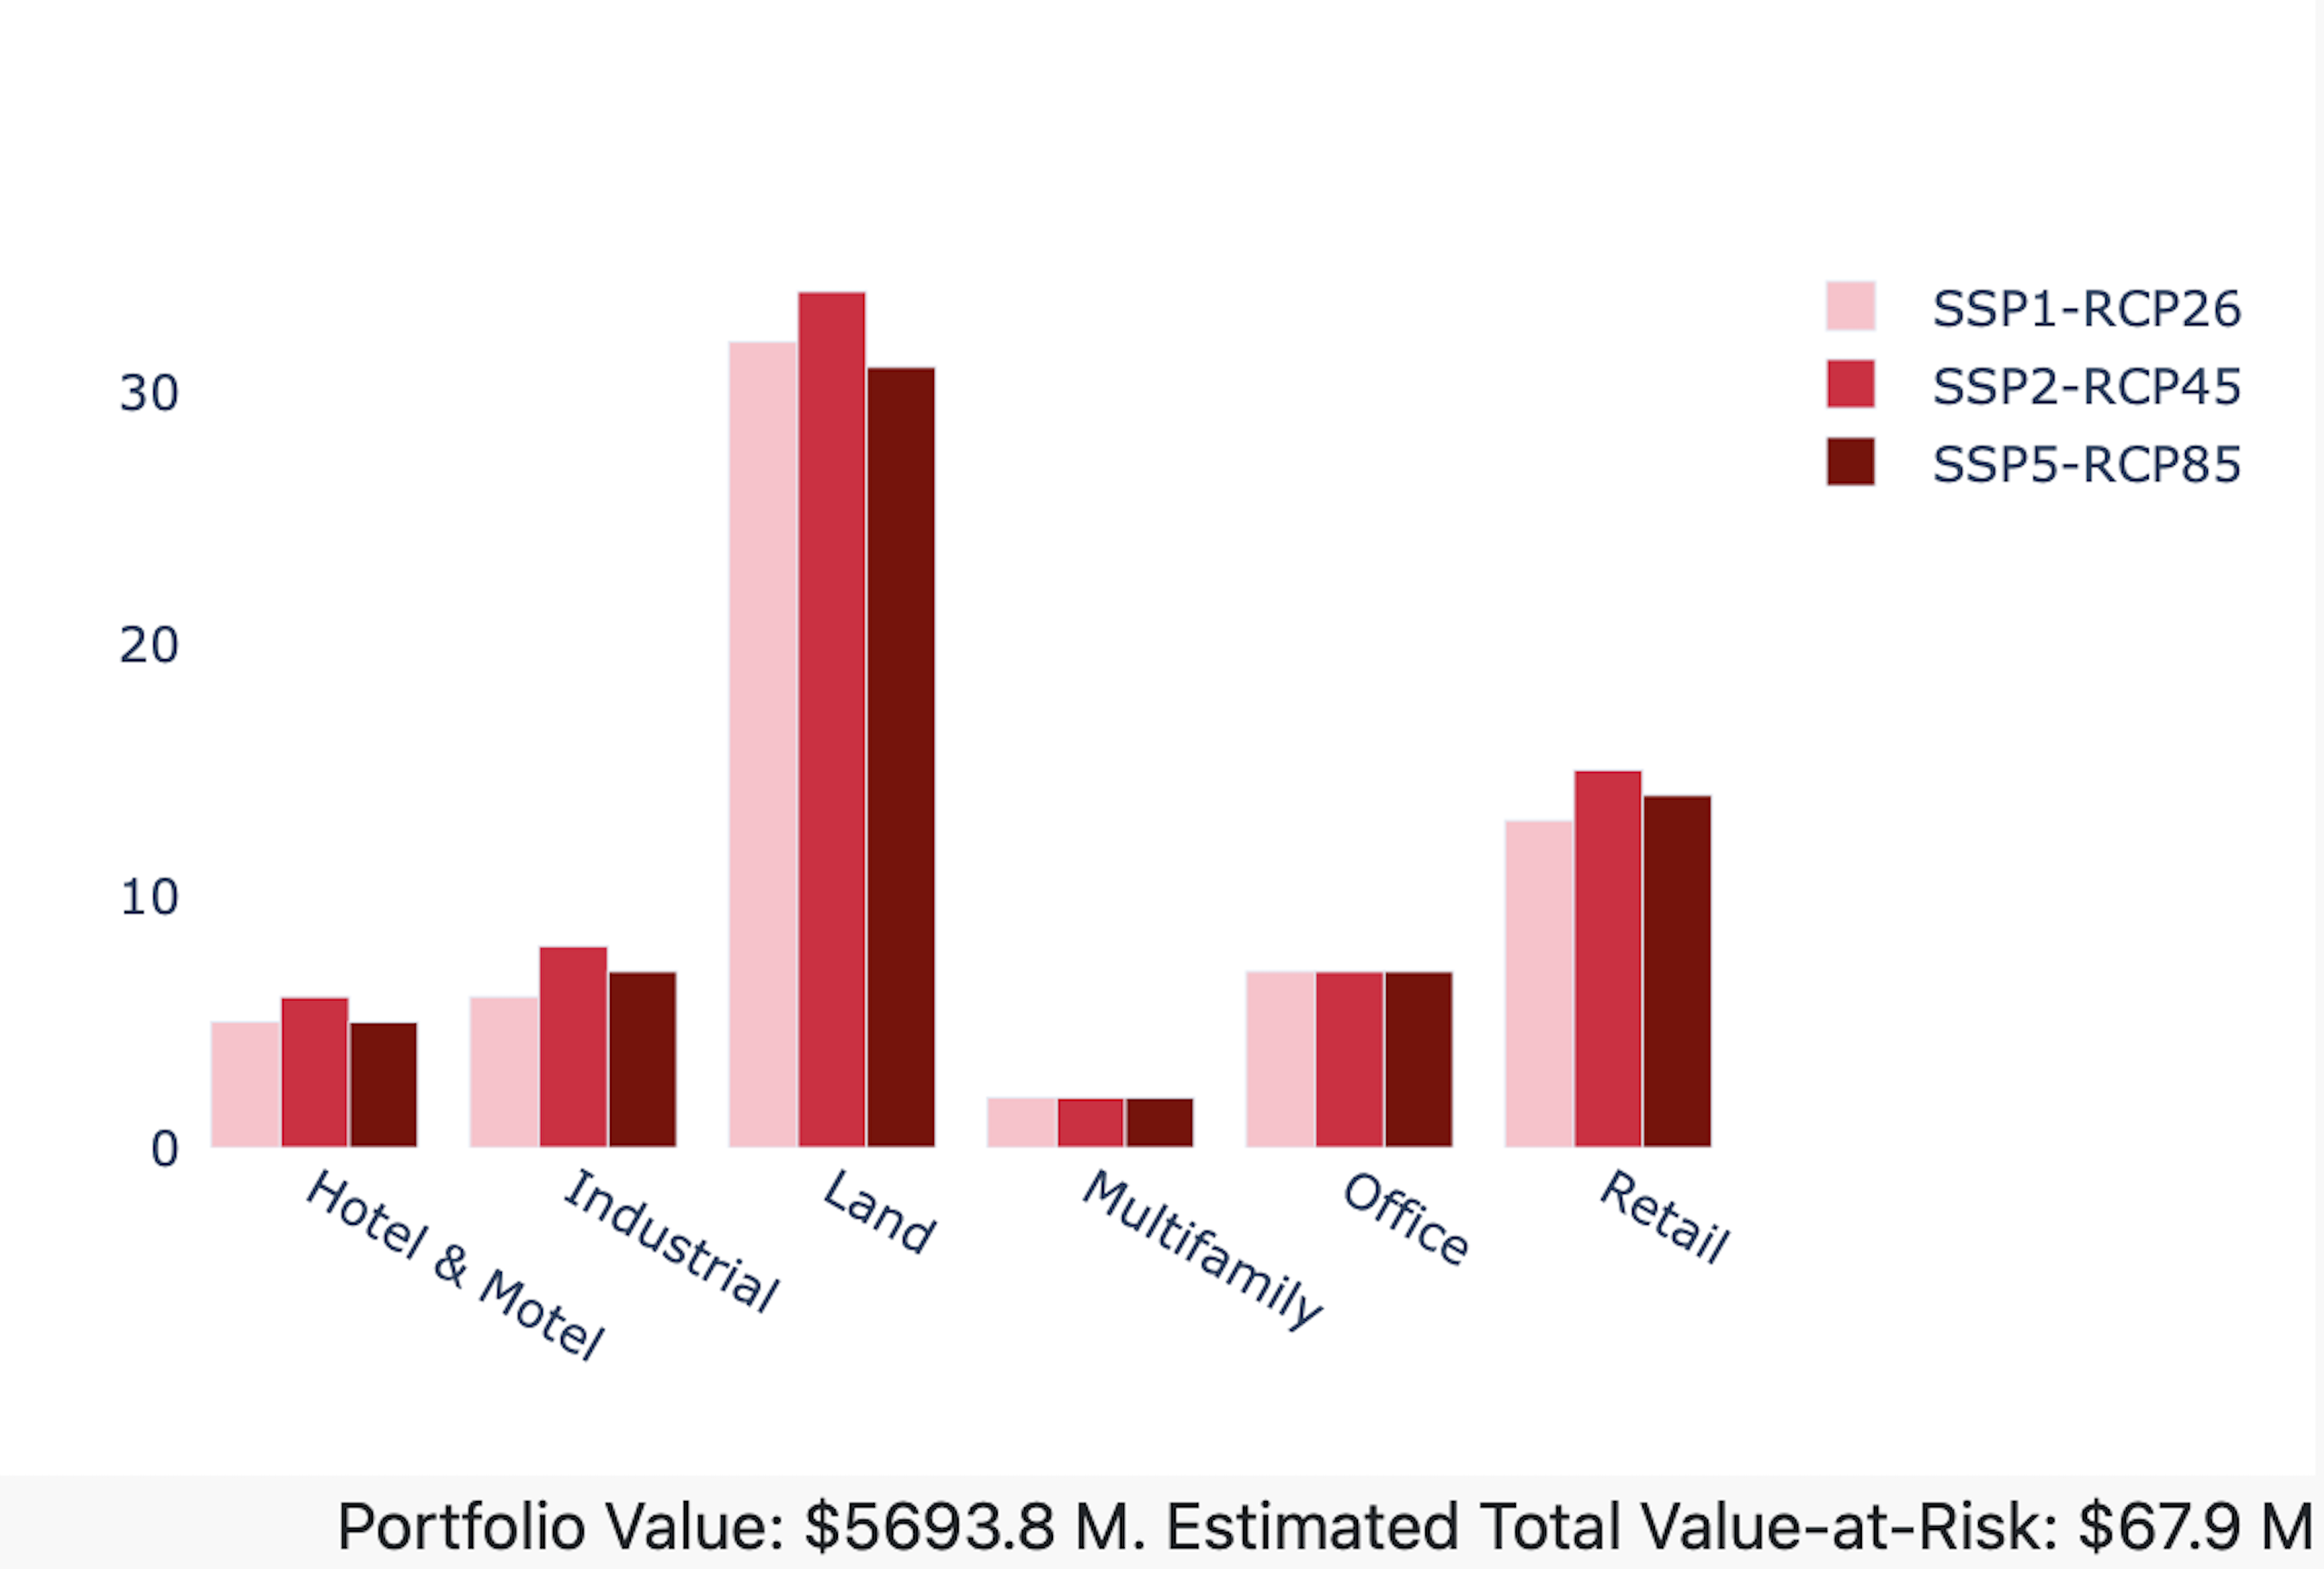 30
20
10
0
SSP1-RCP26
SSP2-RCP45
SSP5-RCP85
Hotel & Motel
Industrial
Land
Multifamily
Office
Retail
Portfolio Value: $5693.8 M. Estimated Total Value-at-Risk: $67.9 M